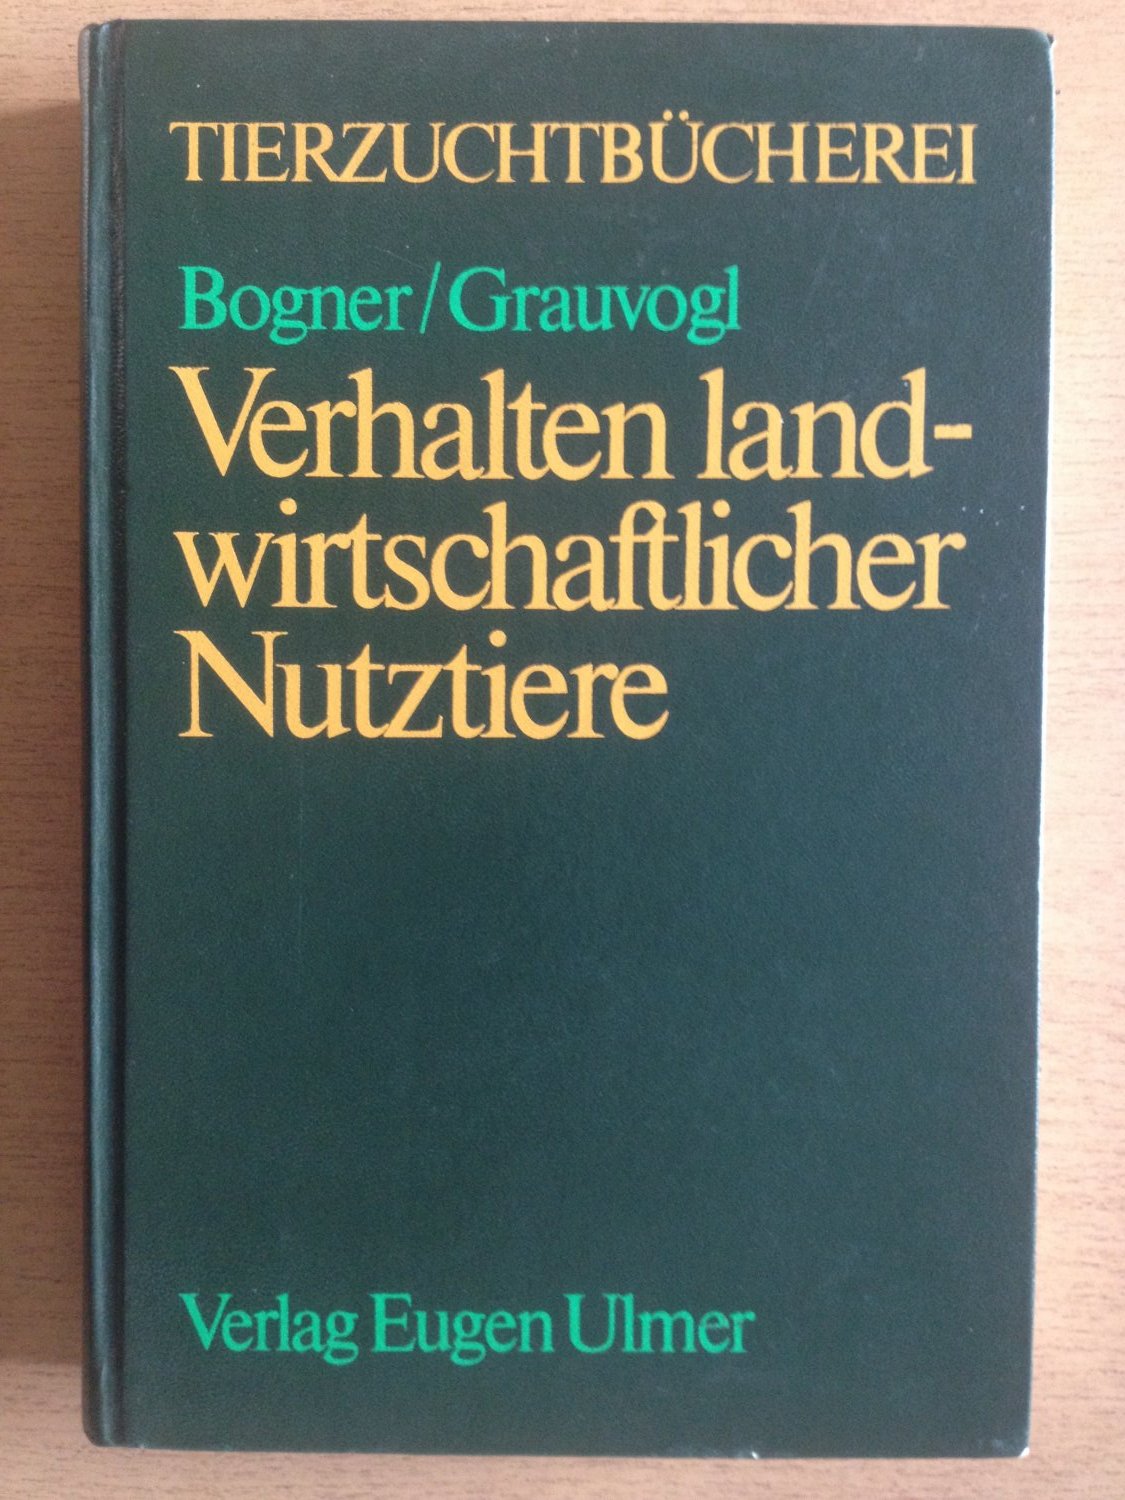 TIERZUCHTBÜCHEREI
Bogner/Grauvogl
Verhalten land-
wirtschaftlicher
Nutztiere
Verlag Eugen Ulmer